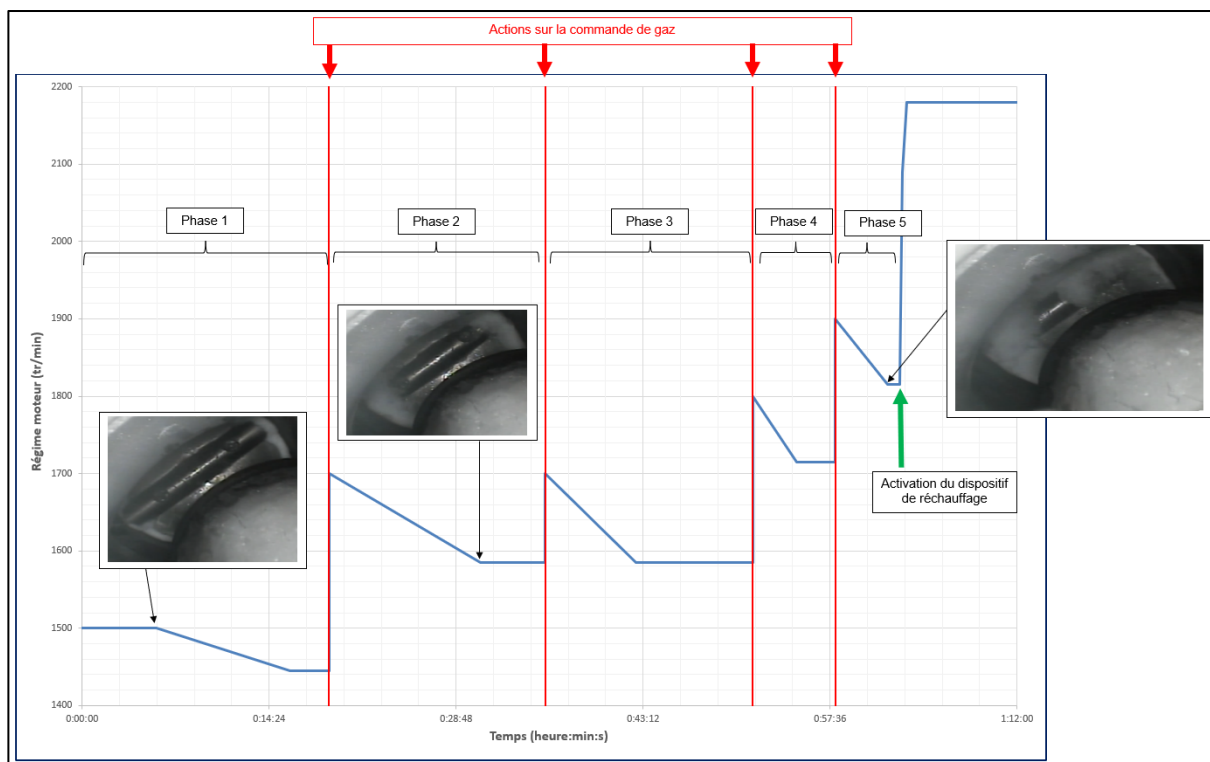 Actions sur la commande de gaz
2200
2100
2000
1900
1800
1700
1600
1500
1400
Régime moteur (tr/min)
Phase 1
Phase 2
Phase 3
Phase 4
Phase 5
Activation du dispositif
de réchauffage
0:00:00
0:14:24
0:28:48
0:43:12
0:57:36
1:12:00
Temps (heure:min:s)